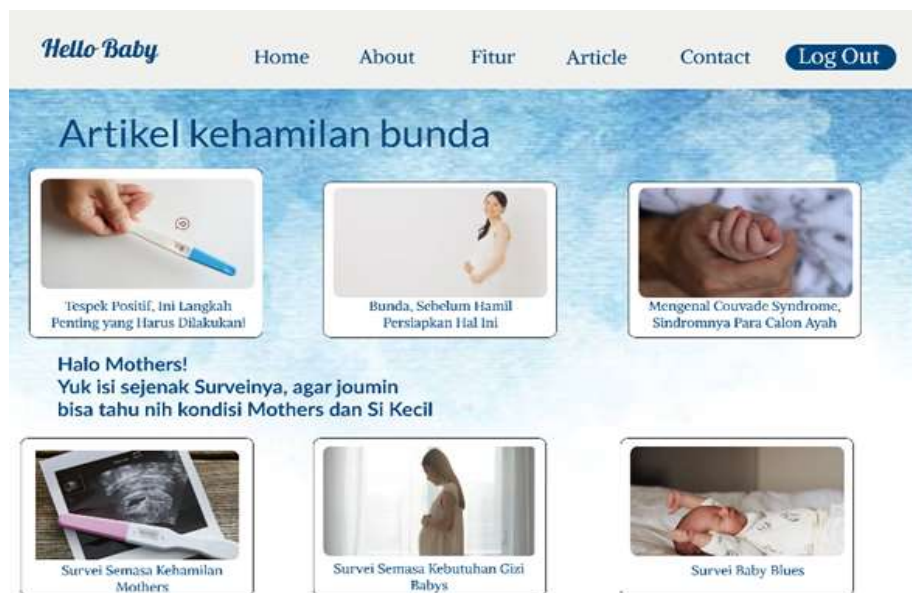 Hello Baby
Home About Fitur Article Contact Log Out
Artikel kehamilan bunda
Tespek Positif, Ini Langkah
Penting yang Harus Dilakukan!
Bunda, Sebelum Hamil
Persiapkan Hal Ini
Mengenal Couvade Syndrome,
Sindromnya Para Calon Ayah
Halo Mothers!
Yuk isi sejenak Surveinya, agar joumin
bisa tahu nih kondisi Mothers dan Si Kecil
Survei Semasa Kehamilan
Mothers
Survei Semasa Kebutuhan Gizi
Babys
Survei Baby Blues